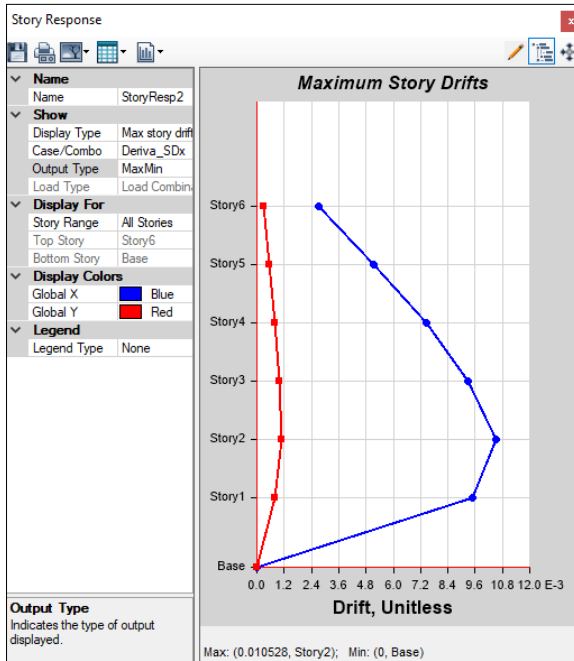 Story Response
x
Name
Name StoryResp2
Show
Display Type Max story drift
Case/Combo Deriva_SDx
Output Type MaxMin
Load Type Load Combina
Display For
Story Range All Stories
Top Story Story6
Bottom Story Base
Display Colors
Global X Blue
Global Y Red
Legend
Legend Type None
Output Type
Indicates the type of output
displayed.
Maximum Story Drifts
Story6
Story5
Story4
Story3
Story2
Story1
Base
0.0 1.2 2.4 3.6 4.8 6.0 7.2 8.4 9.6 10.8 12.0 E-3
Drift, Unitless
Max: (0.010528, Story2); Min: (0, Base)